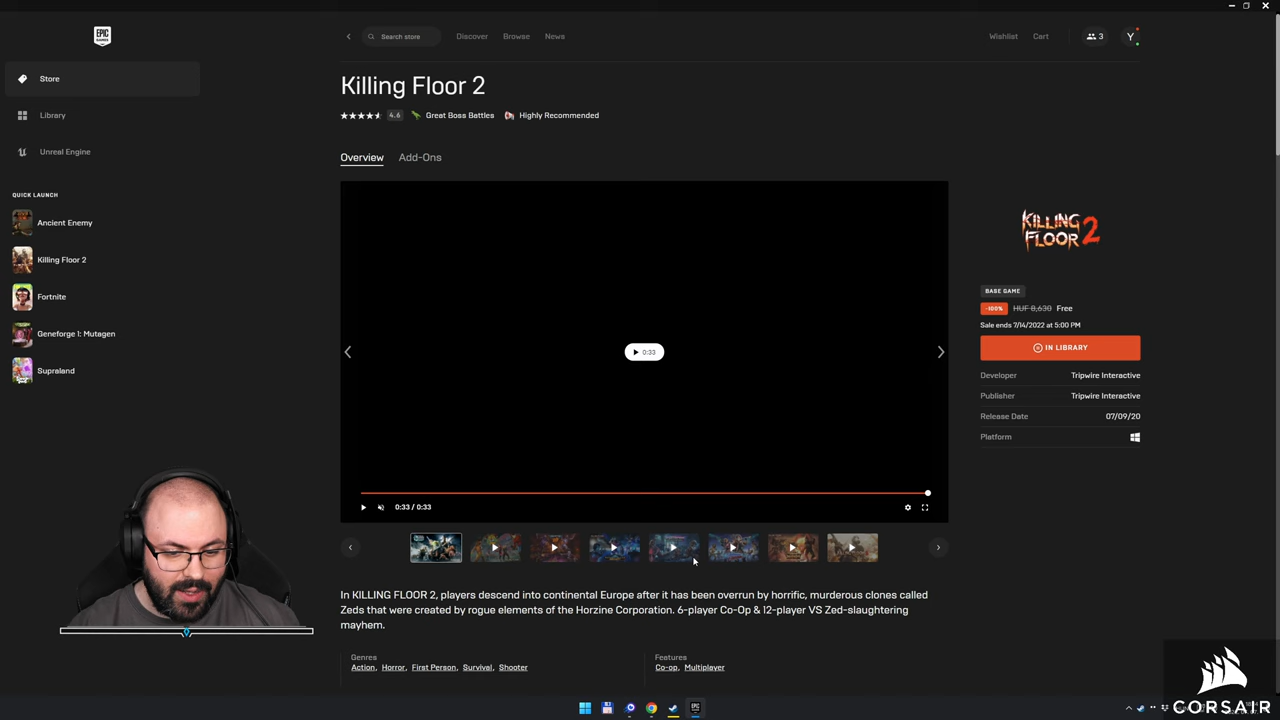 EPIC GAMES
Search store
Discover
Browse
News
Wishlist
Cart
3
Y
Store
Library
Unreal Engine
QUICK LAUNCH
Ancient Enemy
Killing Floor 2
Fortnite
Geneforge 1: Mutagen
Supraland
Killing Floor 2
4.6
Great Boss Battles
Highly Recommended
Overview
Add-Ons
0:33
0:33 / 0:33
KILLING FLOOR 2
BASE GAME
-100% HUF 8,630 Free
Sale ends 7/14/2022 at 5:00 PM
IN LIBRARY
Developer Tripwire Interactive
Publisher Tripwire Interactive
Release Date 07/09/20
Platform
In KILLING FLOOR 2, players descend into continental Europe after it has been overrun by horrific, murderous clones called
Zeds that were created by rogue elements of the Horzine Corporation. 6-player Co-Op & 12-player VS Zed-slaughtering
mayhem.
Genres
Action, Horror, First Person, Survival, Shooter
Features
Co-op, Multiplayer
CORSAIR